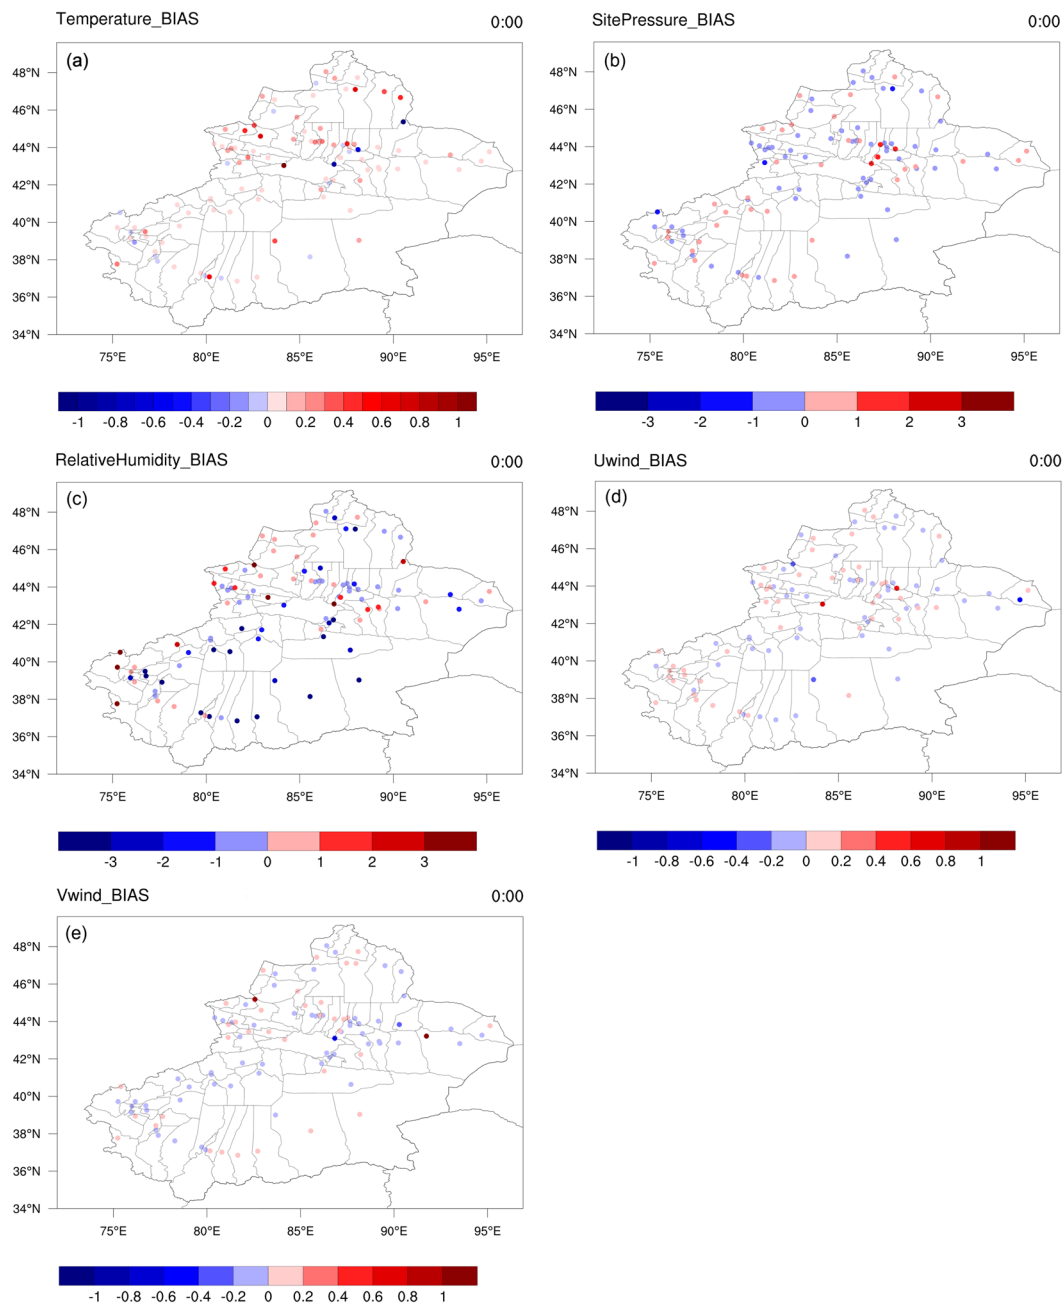 Temperature_BIAS 0:00
(a)
48°N
46°N
44°N
42°N
40°N
38°N
36°N
34°N
75°E 80°E 85°E 90°E 95°E
-1 -0.8 -0.6 -0.4 -0.2 0 0.2 0.4 0.6 0.8 1
SitePressure_BIAS 0:00
(b)
48°N
46°N
44°N
42°N
40°N
38°N
36°N
34°N
75°E 80°E 85°E 90°E 95°E
-3 -2 -1 0 1 2 3
RelativeHumidity_BIAS 0:00
(c)
48°N
46°N
44°N
42°N
40°N
38°N
36°N
34°N
75°E 80°E 85°E 90°E 95°E
-3 -2 -1 0 1 2 3
Uwind_BIAS 0:00
(d)
48°N
46°N
44°N
42°N
40°N
38°N
36°N
34°N
75°E 80°E 85°E 90°E 95°E
-1 -0.8 -0.6 -0.4 -0.2 0 0.2 0.4 0.6 0.8 1
Vwind_BIAS 0:00
(e)
48°N
46°N
44°N
42°N
40°N
38°N
36°N
34°N
75°E 80°E 85°E 90°E 95°E
-1 -0.8 -0.6 -0.4 -0.2 0 0.2 0.4 0.6 0.8 1